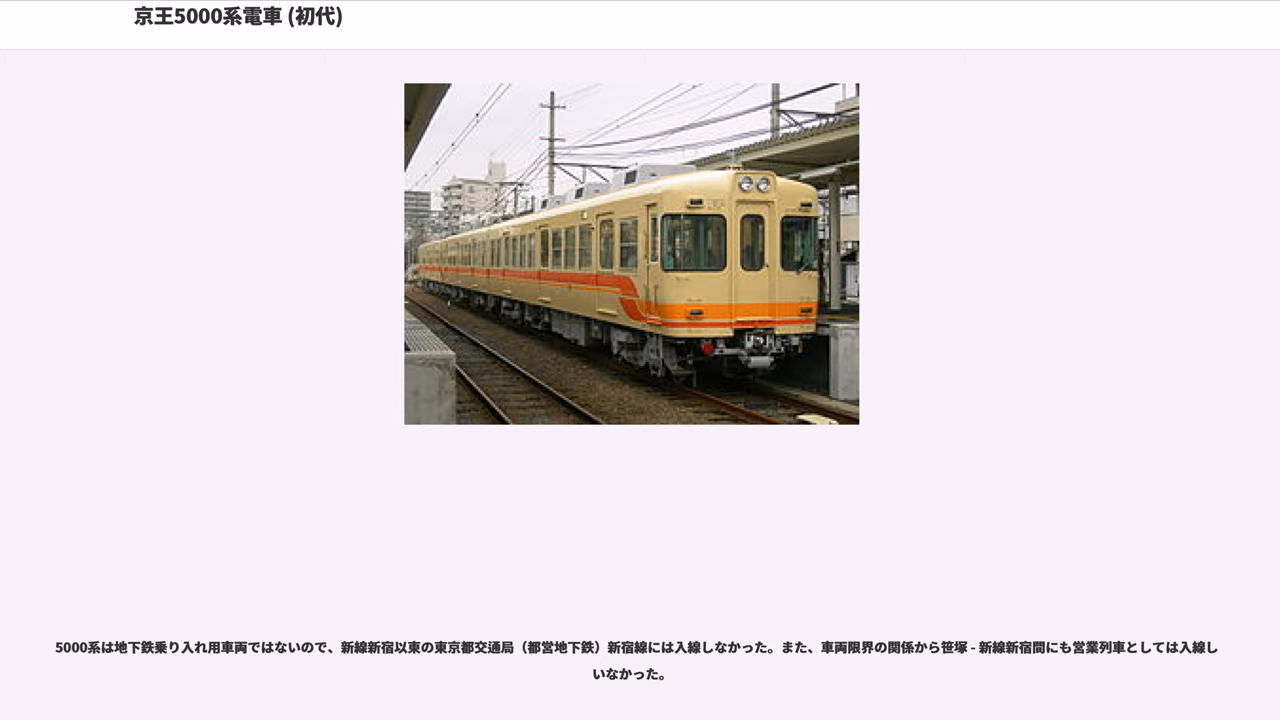 京王5000系電車 (初代)
5000系は地下鉄乗り入れ用車両ではないので、新線新宿以東の東京都交通局（都営地下鉄）新宿線には入線しなかった。また、車両限界の関係から笹塚 - 新線新宿間にも営業列車としては入線し
いなかった。